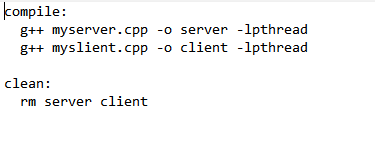 compile:
  g++ myserver.cpp -o server -lpthread
  g++ myslient.cpp -o client -lpthread

clean:
  rm server client